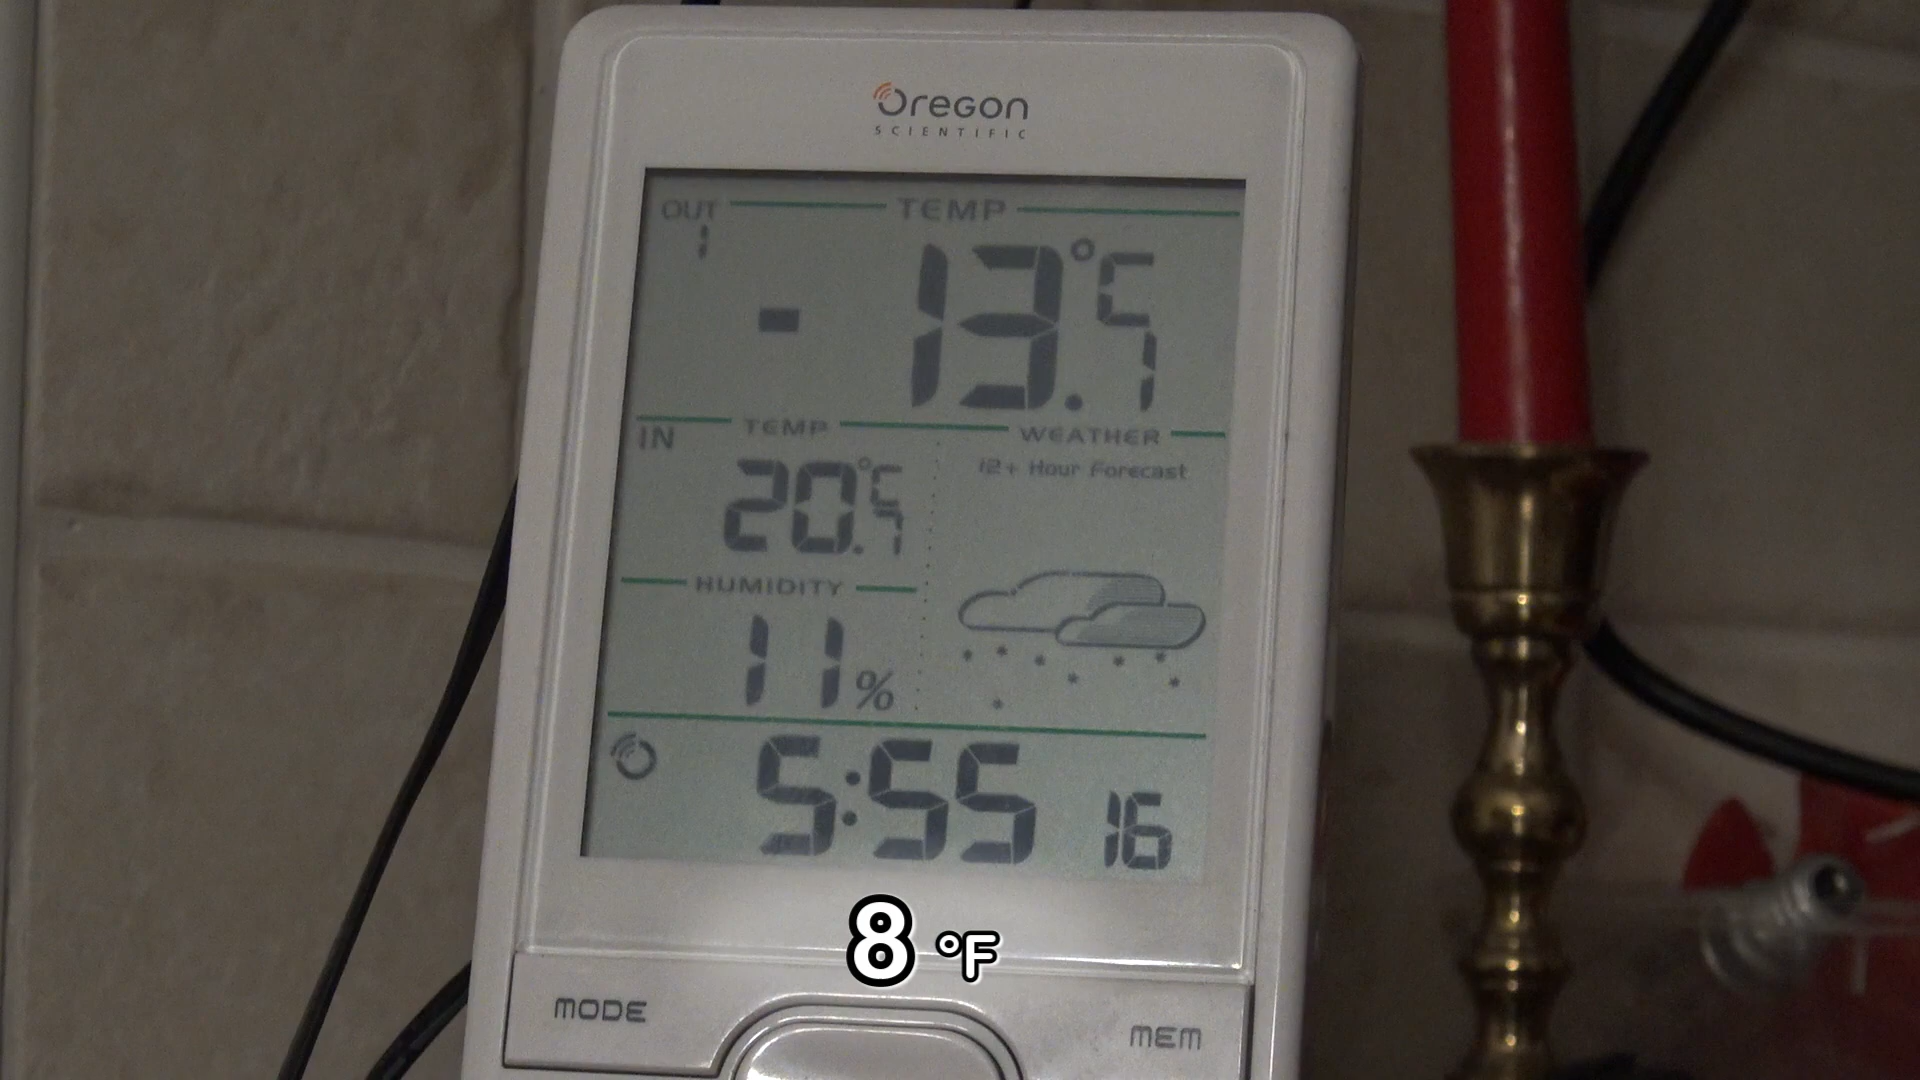 Oregon
SCIENTIFIC
OUT TEMP
1
-13.7°C
IN TEMP
WEATHER
20.7°C
12+ Hour Forecast
HUMIDITY
11%
5:55 16
8 °F
MODE
MEM